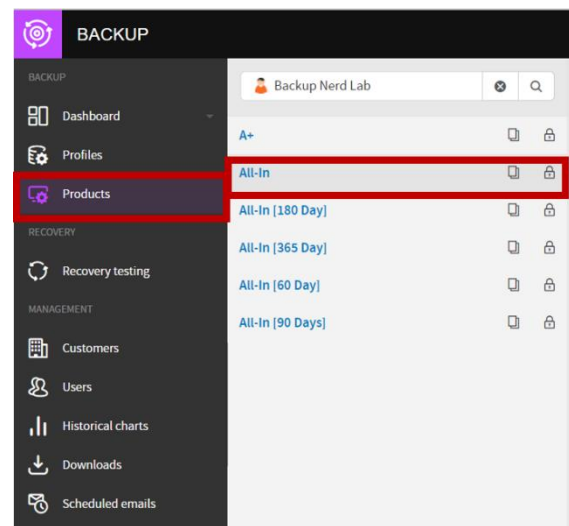 BACKUP
BACKUP
Dashboard
Profiles
Products
RECOVERY
Recovery testing
MANAGEMENT
Customers
Users
Historical charts
Downloads
Scheduled emails
Backup Nerd Lab
A+
All-In
All-In [180 Day]
All-In [365 Day]
All-In [60 Day]
All-In [90 Days]